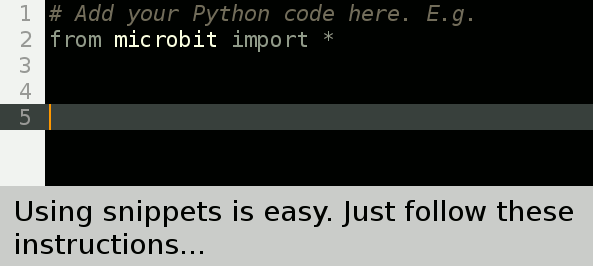 1 # Add your Python code here. E.g.
2 from microbit import *
3
4
5
Using snippets is easy. Just follow these
instructions...